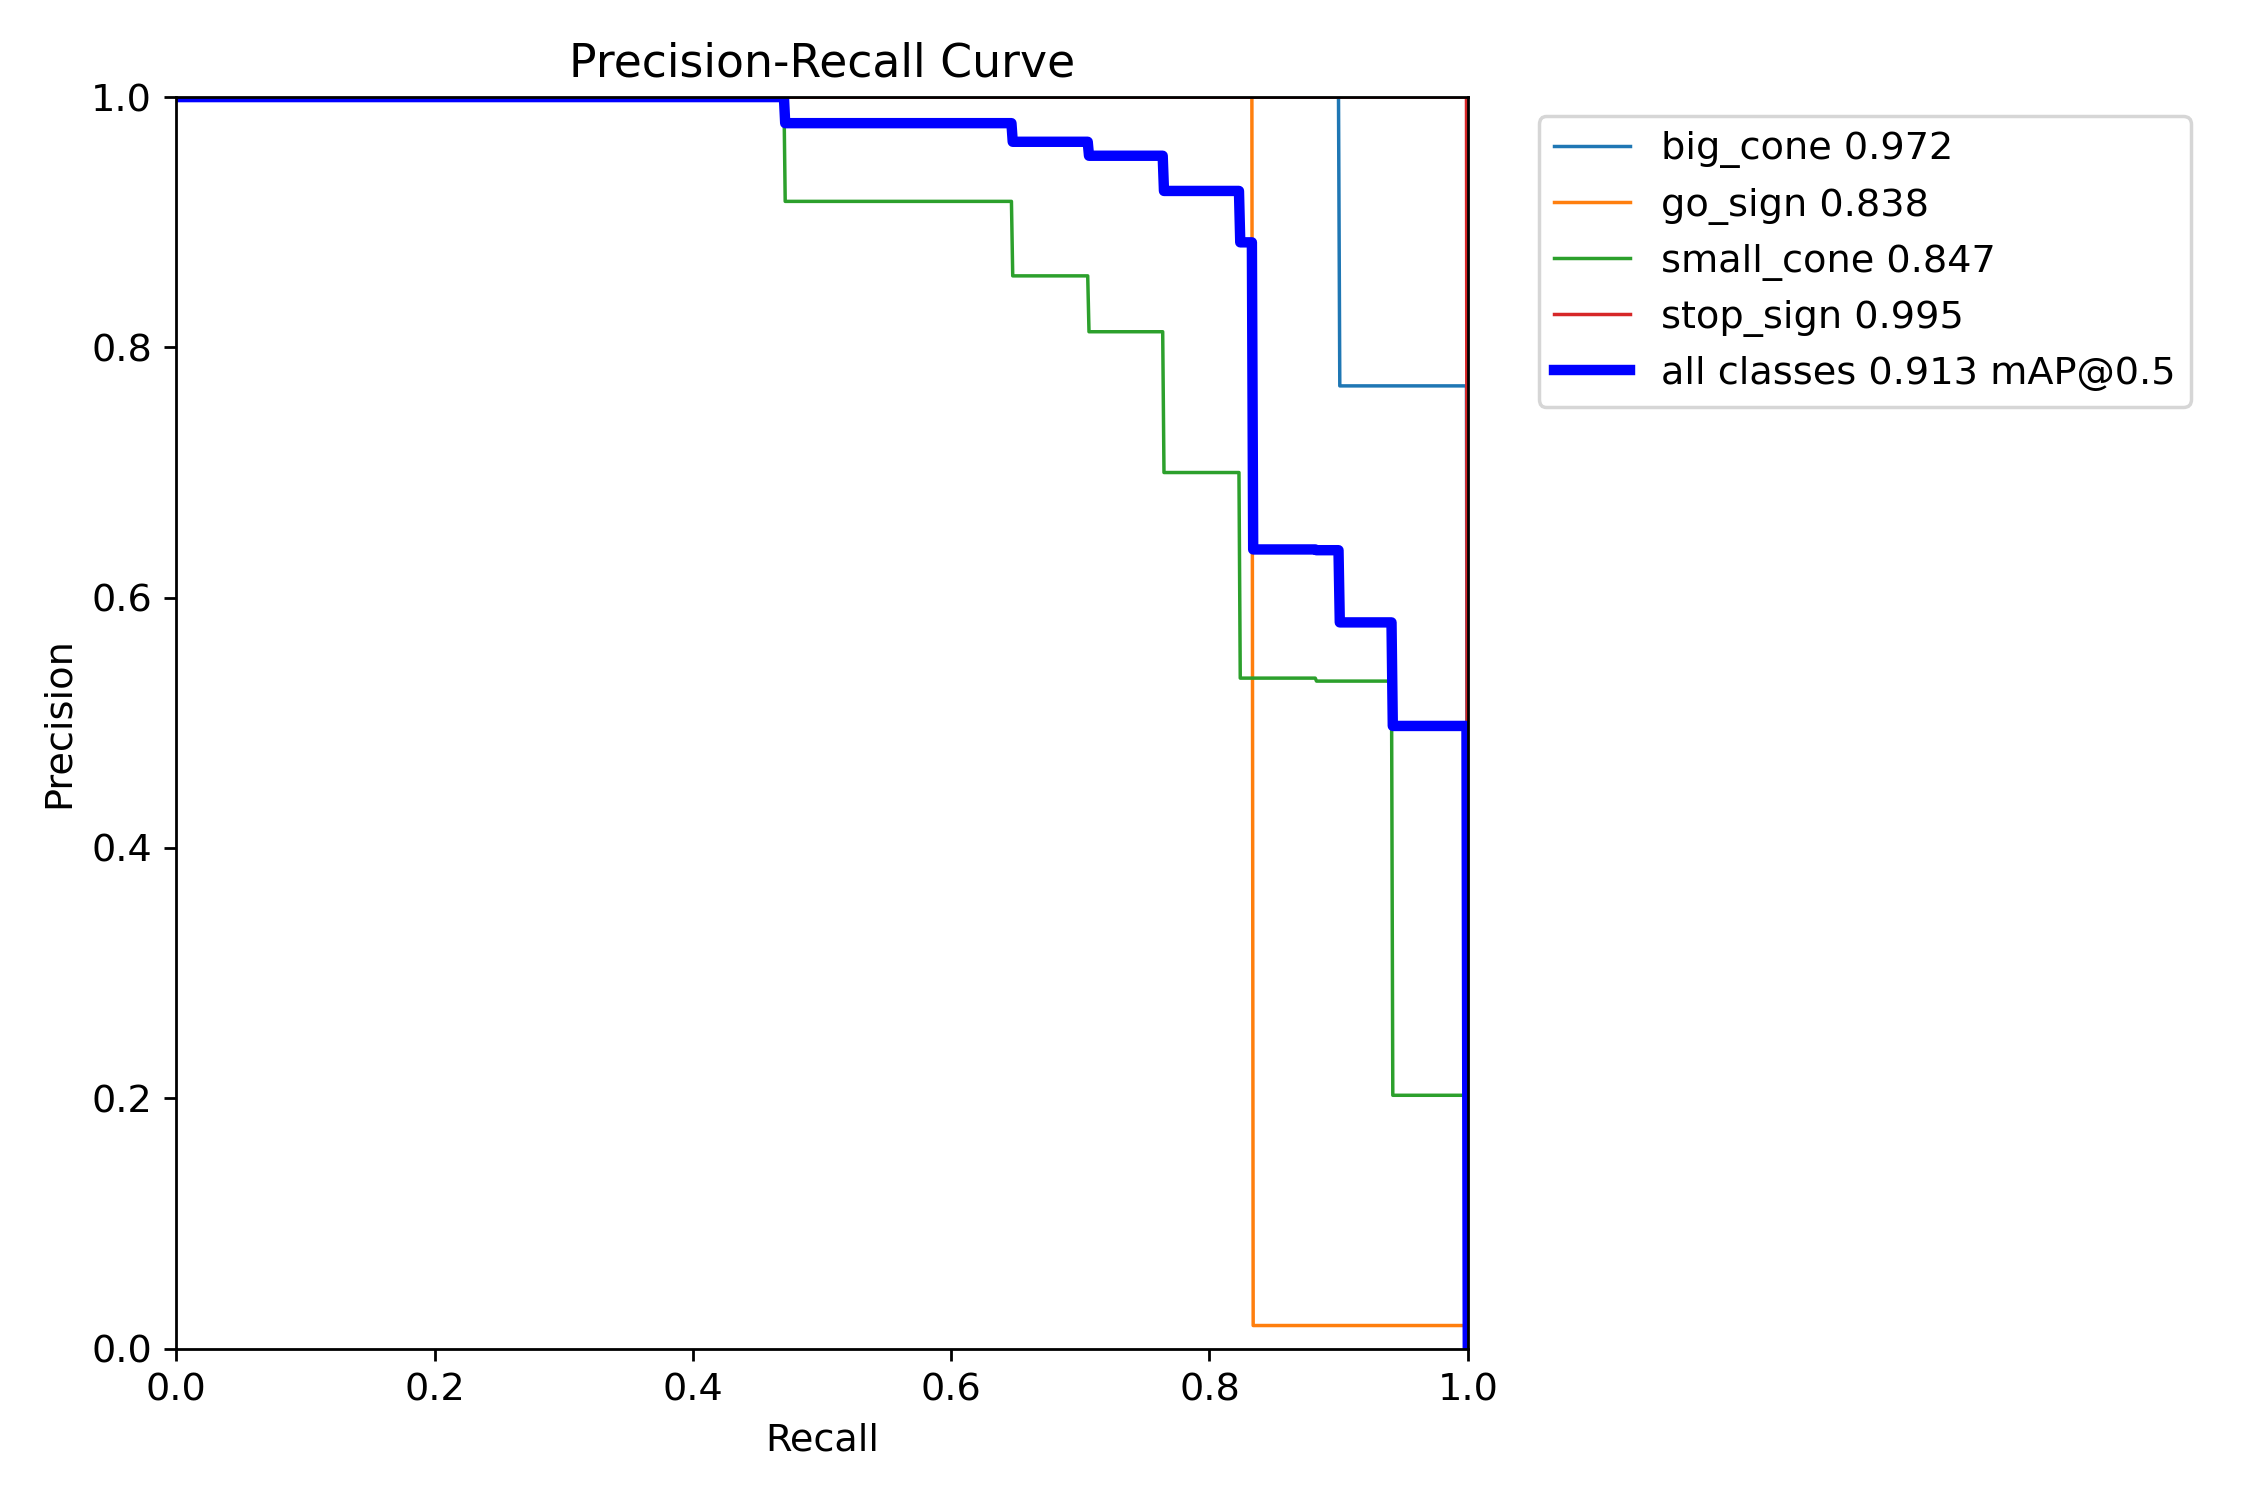 Precision-Recall Curve
1.0
0.8
0.6
0.4
0.2
0.0
Precision
0.0 0.2 0.4 0.6 0.8 1.0
Recall
big_cone 0.972
go_sign 0.838
small_cone 0.847
stop_sign 0.995
all classes 0.913 mAP@0.5